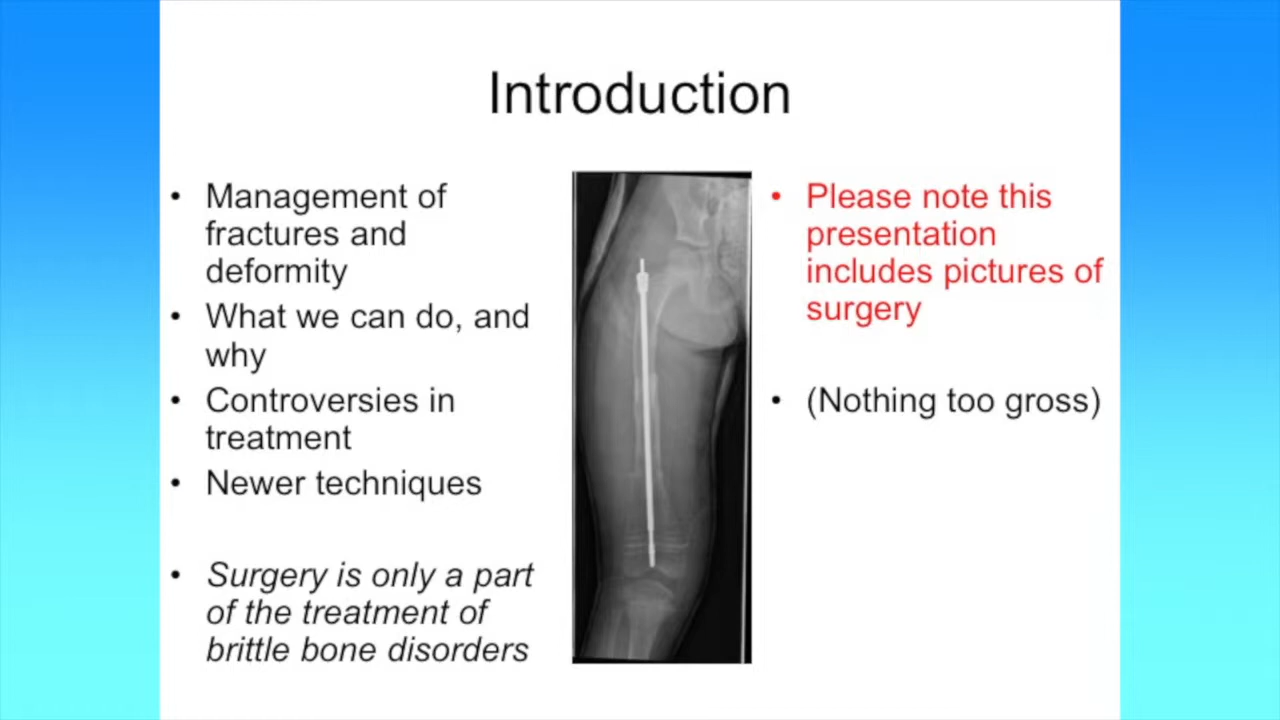 Introduction
• Management of
fractures and
deformity
• What we can do, and
why
• Controversies in
treatment
• Newer techniques
• Surgery is only a part
of the treatment of
brittle bone disorders
• Please note this
presentation
includes pictures of
surgery
• (Nothing too gross)